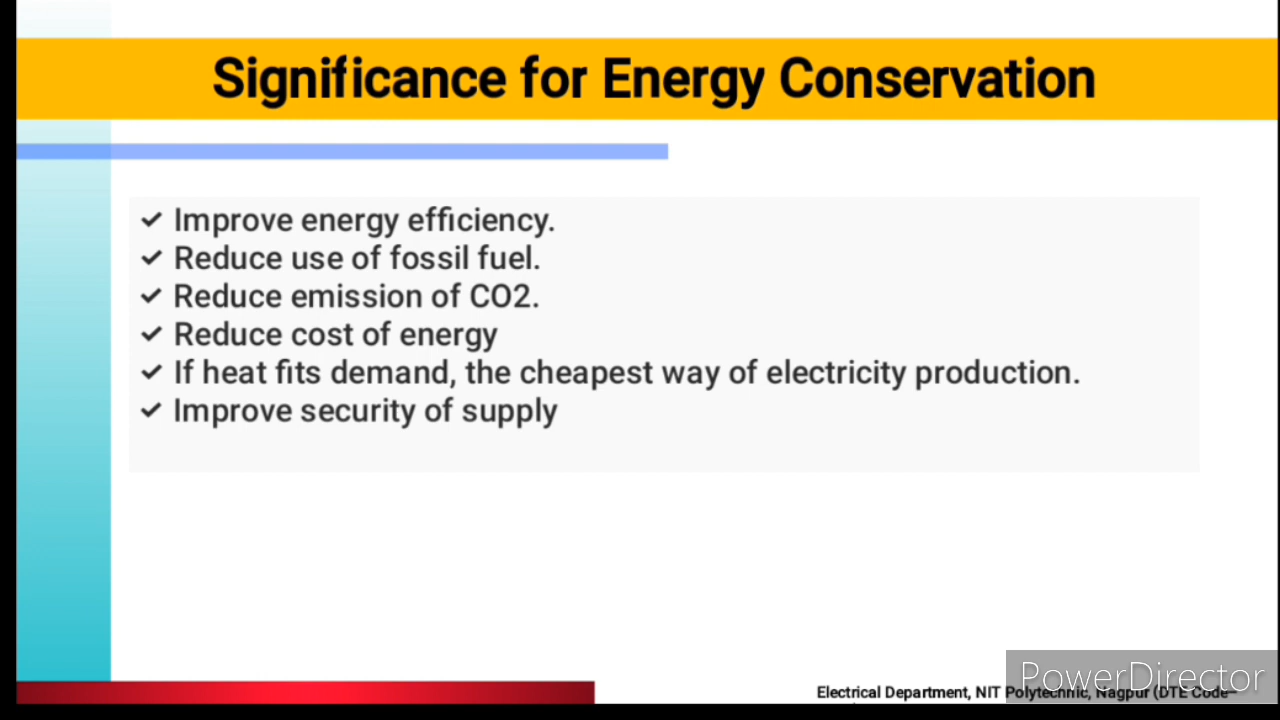 Significance for Energy Conservation
✓ Improve energy efficiency.
✓ Reduce use of fossil fuel.
✓ Reduce emission of CO2.
✓ Reduce cost of energy
✓ If heat fits demand, the cheapest way of electricity production.
✓ Improve security of supply
PowerDirector
Electrical Department, NIT Polytechnic, Nagpur (DTE Code–